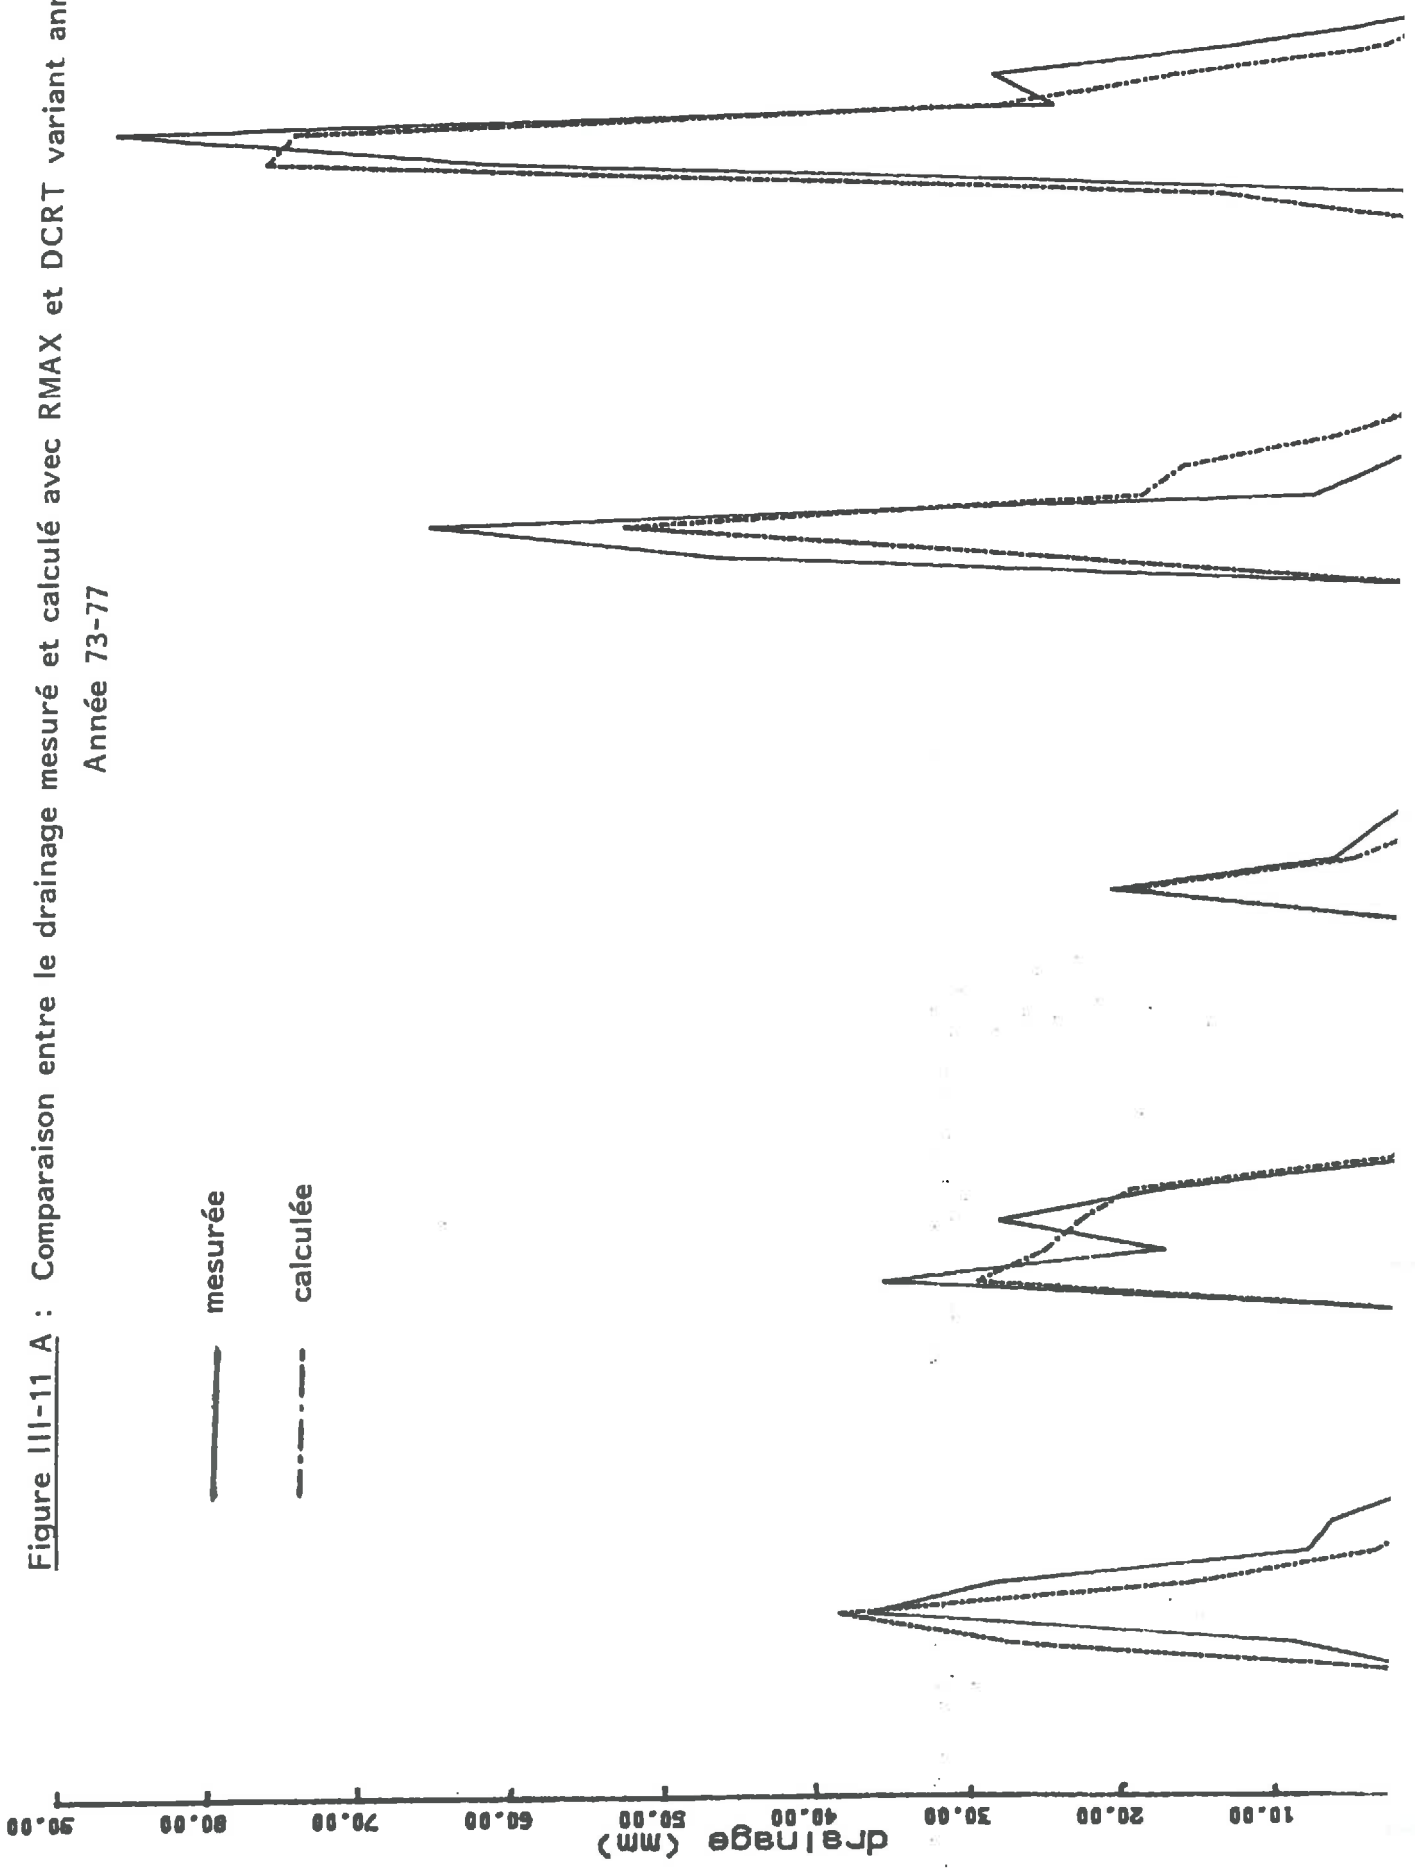 Figure III-11 A : Comparaison entre le drainage mesuré et calculé avec RMAX et DCRT variant
Année 73-77
mesurée
calculée
90.00
80.00
70.00
60.00
50.00
40.00
30.00
20.00
10.00
drainage (mm)